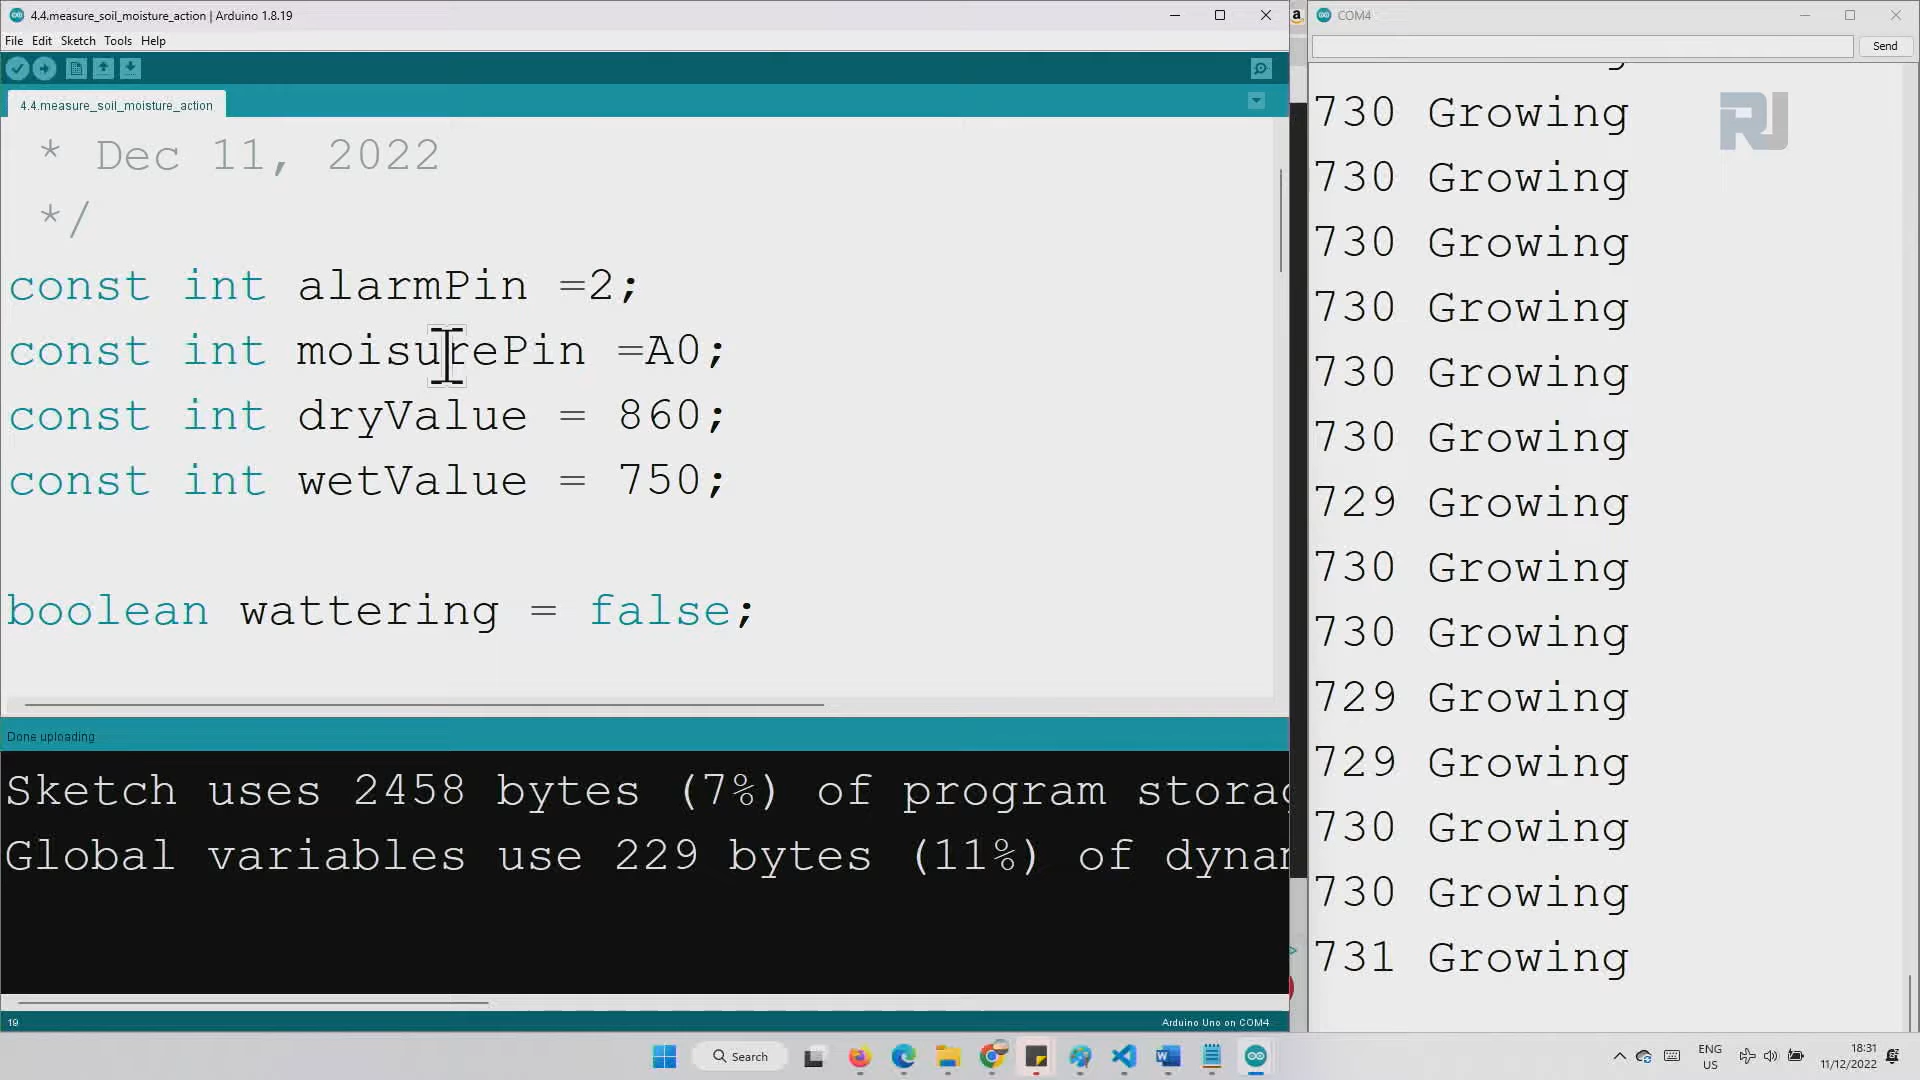 4.4.measure_soil_moisture_action | Arduino 1.8.19
File Edit Sketch Tools Help
4.4.measure_soil_moisture_action
* Dec 11, 2022
*/
const int alarmPin =2;
const int moisurePin =A0;
const int dryValue = 860;
const int wetValue = 750;
boolean wattering = false;
Done uploading
Sketch uses 2458 bytes (7%) of program
Global variables use 229 bytes (11%) of
19
Arduino Uno on COM4
COM4
Send
730 Growing
730 Growing
730 Growing
730 Growing
730 Growing
730 Growing
729 Growing
730 Growing
730 Growing
729 Growing
729 Growing
730 Growing
730 Growing
731 Growing
RJ
Search
ENG
US
18:31
11/12/2022